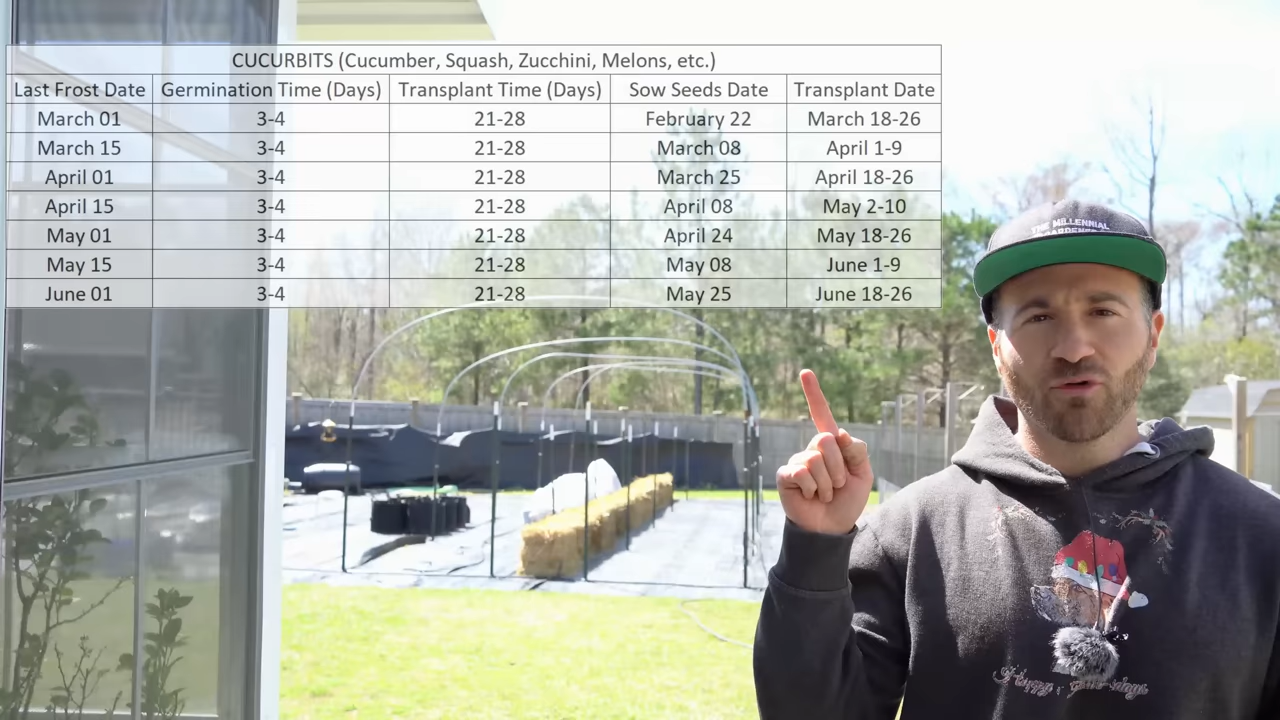 CUCURBITS (Cucumber, Squash, Zucchini, Melons, etc.)
Last Frost Date Germination Time (Days) Transplant Time (Days) Sow Seeds Date Transplant Date
March 01 3-4 21-28 February 22 March 18-26
March 15 3-4 21-28 March 08 April 1-9
April 01 3-4 21-28 March 25 April 18-26
April 15 3-4 21-28 April 08 May 2-10
May 01 3-4 21-28 April 24 May 18-26
May 15 3-4 21-28 May 08 June 1-9
June 01 3-4 21-28 May 25 June 18-26
THE MILLENNIAL
GARDENER